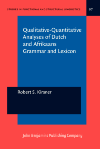 Qualitative-Quantitative
Analyses of Dutch
and Afrikaans
Grammar and Lexicon
Robert S. Kirsner
John Benjamins Publishing Company